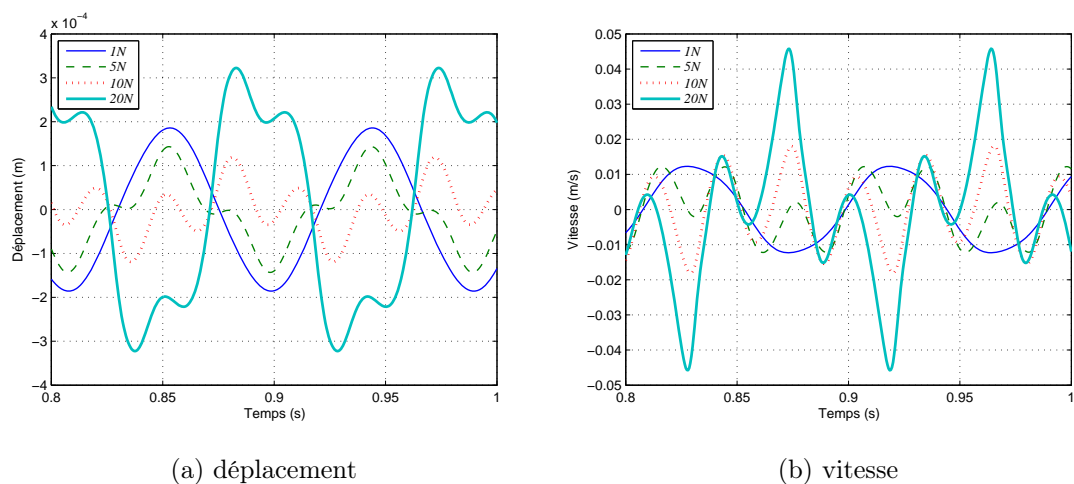 x 10⁻⁴
4
3
2
1
0
−1
−2
−3
−4
0.8
0.85
0.9
0.95
1
Temps (s)
Déplacement (m)
1N
5N
10N
20N
(a) déplacement
0.05
0.04
0.03
0.02
0.01
0
−0.01
−0.02
−0.03
−0.04
−0.05
0.8
0.85
0.9
0.95
1
Temps (s)
Vitesse (m/s)
1N
5N
10N
20N
(b) vitesse